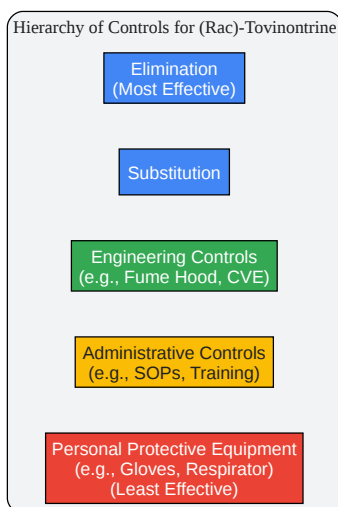 Hierarchy of Controls for (Rac)-Tovinontrine
Elimination
(Most Effective)
Substitution
Engineering Controls
(e.g., Fume Hood, CVE)
Administrative Controls
(e.g., SOPs, Training)
Personal Protective Equipment
(e.g., Gloves, Respirator)
(Least Effective)